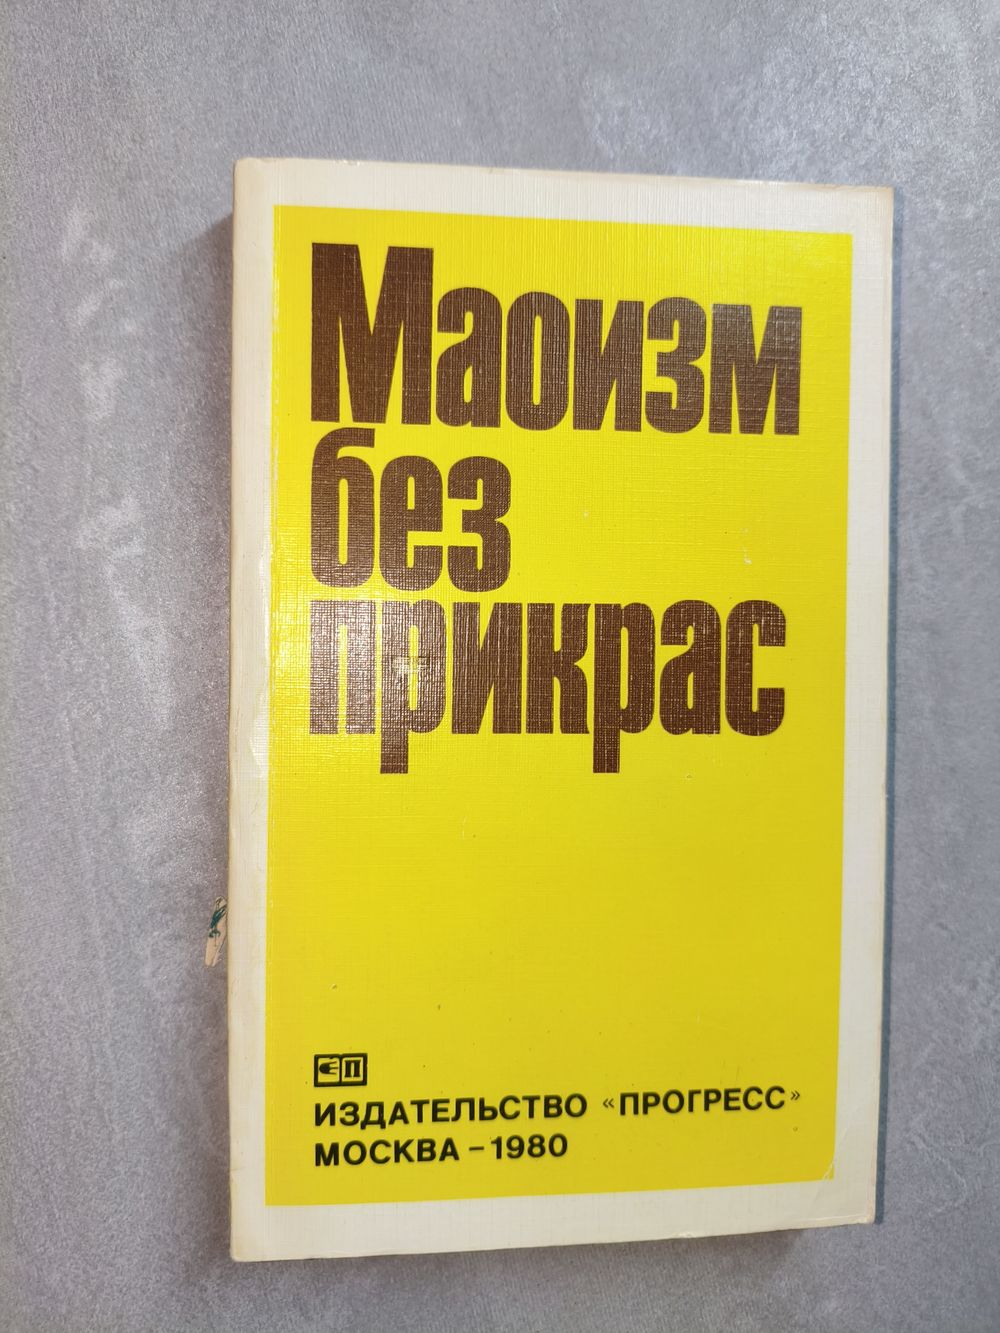 Маоизм
без
прикрас
П
ИЗДАТЕЛЬСТВО «ПРОГРЕСС»
МОСКВА – 1980